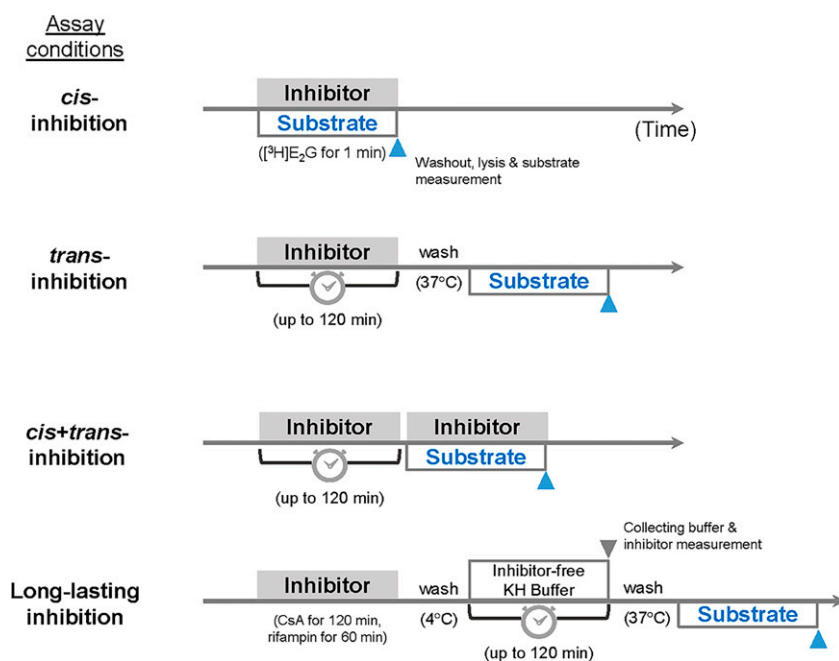 Assay
conditions
cis-
inhibition
Inhibitor
Substrate
([³H]E₂G for 1 min)
(Time)
Washout, lysis & substrate
measurement
trans-
inhibition
Inhibitor
wash
(37°C)
Substrate
(up to 120 min)
cis+trans-
inhibition
Inhibitor
Inhibitor
Substrate
(up to 120 min)
Collecting buffer &
inhibitor measurement
Long-lasting
inhibition
Inhibitor
(CsA for 120 min,
rifampin for 60 min)
wash
(4°C)
Inhibitor-free
KH Buffer
(up to 120 min)
wash
(37°C)
Substrate